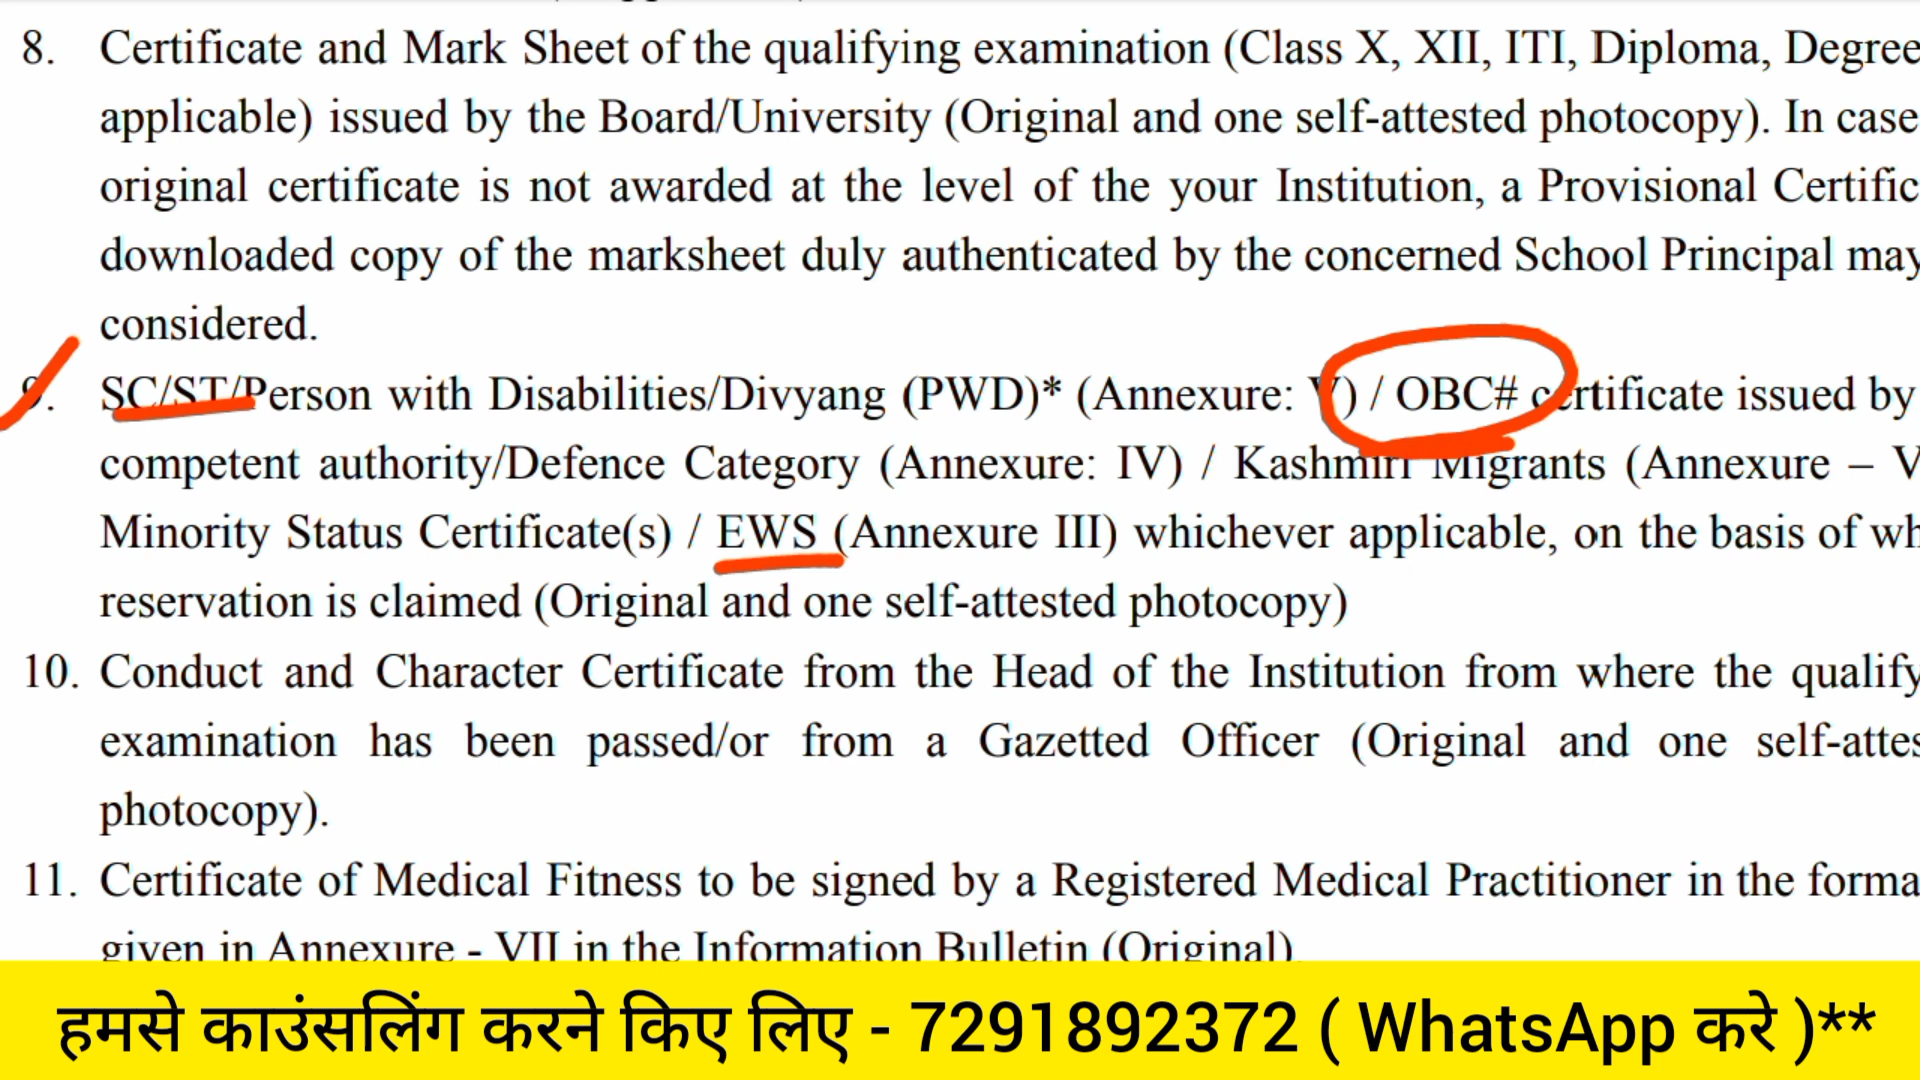 8. Certificate and Mark Sheet of the qualifying examination (Class X, XII, ITI, Diploma, Degree
applicable) issued by the Board/University (Original and one self-attested photocopy). In case
original certificate is not awarded at the level of the your Institution, a Provisional Certific
downloaded copy of the marksheet duly authenticated by the concerned School Principal may
considered.
9. SC/ST/Person with Disabilities/Divyang (PWD)* (Annexure: V) / OBC# certificate issued by
competent authority/Defence Category (Annexure: IV) / Kashmiri Migrants (Annexure – V
Minority Status Certificate(s) / EWS (Annexure III) whichever applicable, on the basis of wh
reservation is claimed (Original and one self-attested photocopy)
10. Conduct and Character Certificate from the Head of the Institution from where the qualify
examination has been passed/or from a Gazetted Officer (Original and one self-attes
photocopy).
11. Certificate of Medical Fitness to be signed by a Registered Medical Practitioner in the forma
given in Annexure - VII in the Information Bulletin (Original)
हमसे काउंसलिंग करने किए लिए - 7291892372 ( WhatsApp करे )**